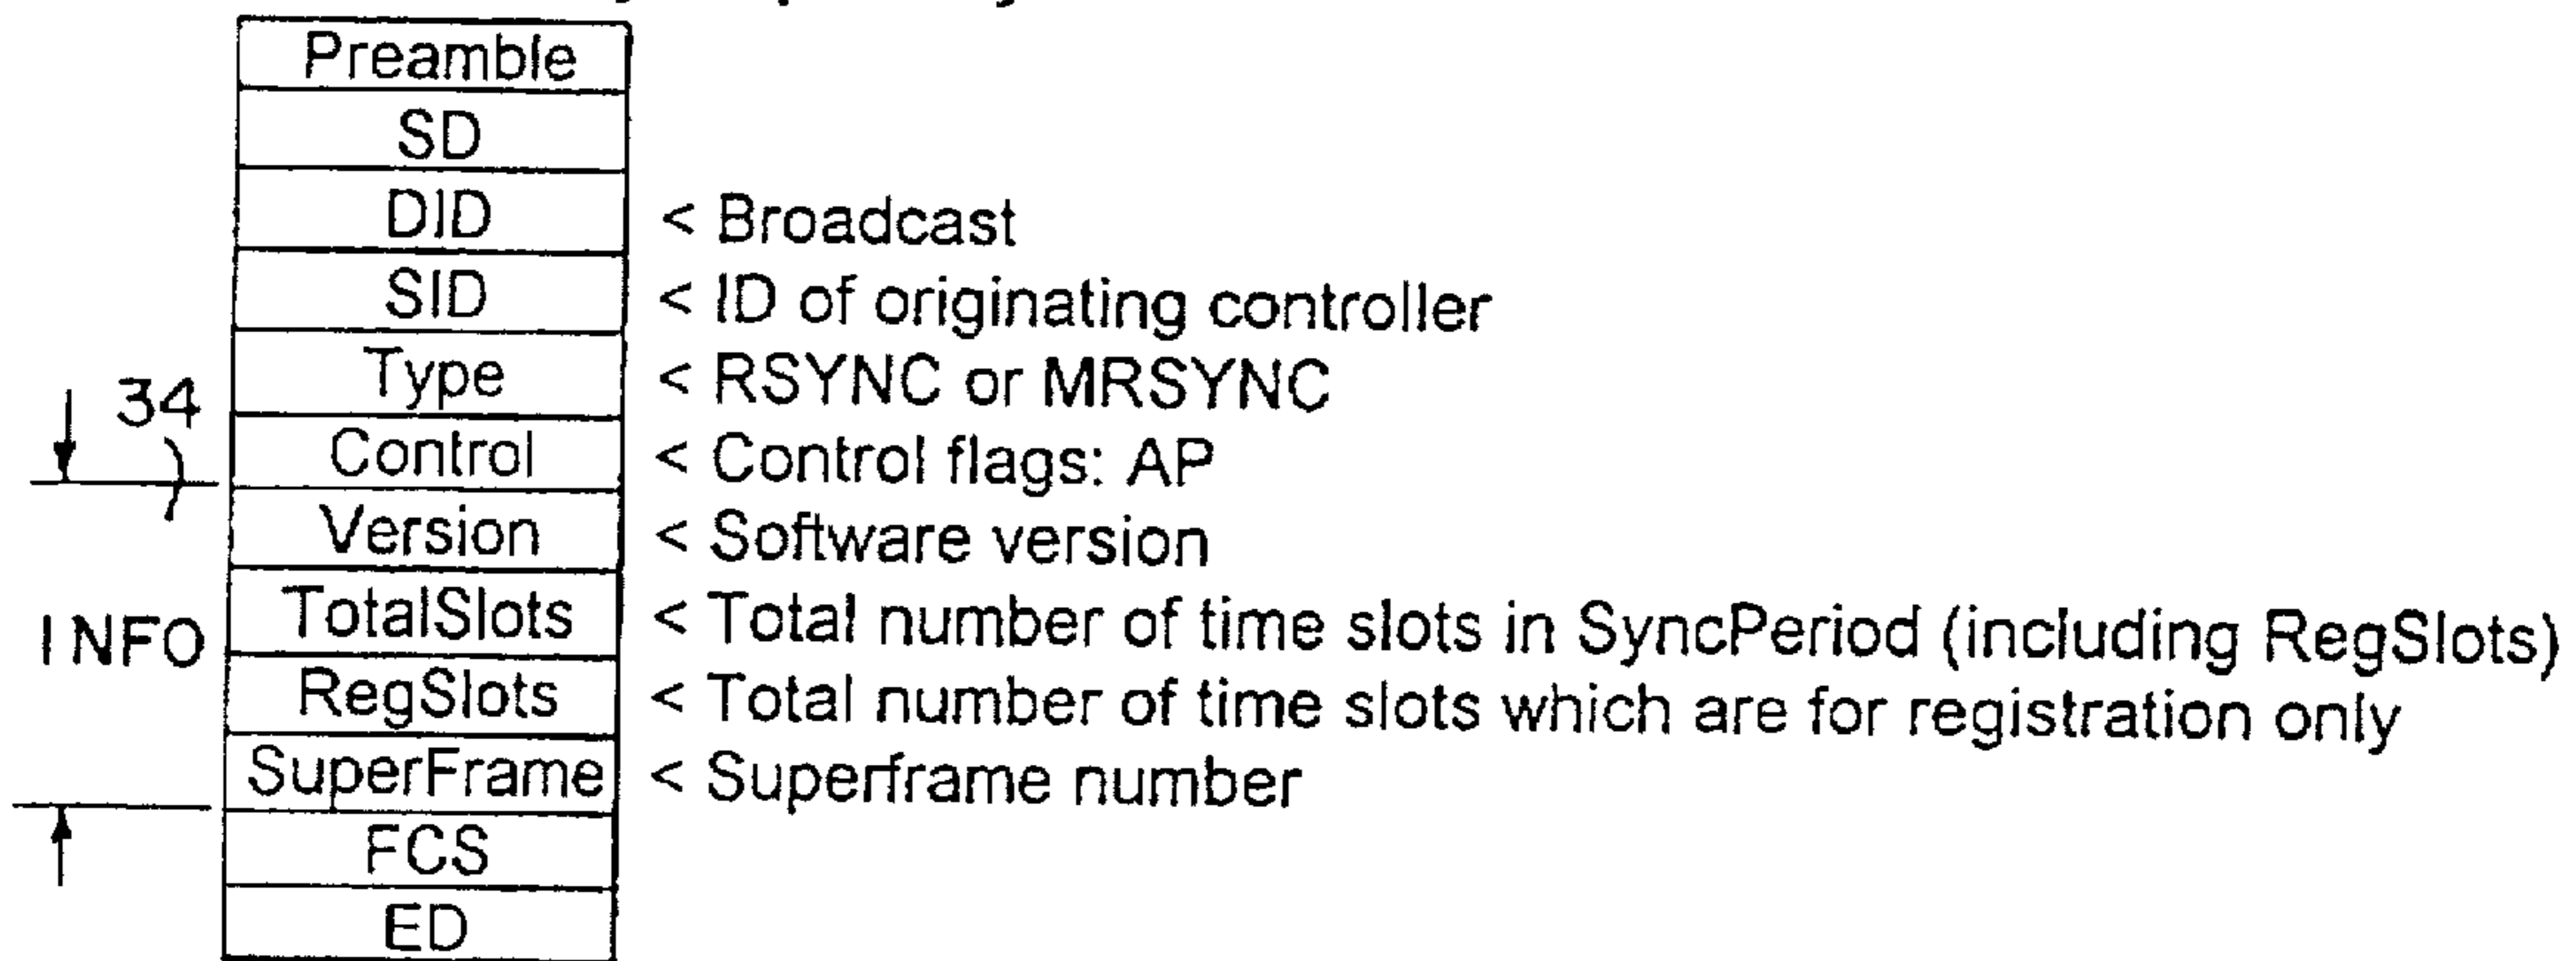 Preamble
SD
DID < Broadcast
SID < ID of originating controller
Type < RSYNC or MRSYNC
34
Control < Control flags: AP
Version < Software version
TotalSlots < Total number of time slots in SyncPeriod (including RegSlots)
INFO
RegSlots < Total number of time slots which are for registration only
SuperFrame < Superframe number
FCS
ED